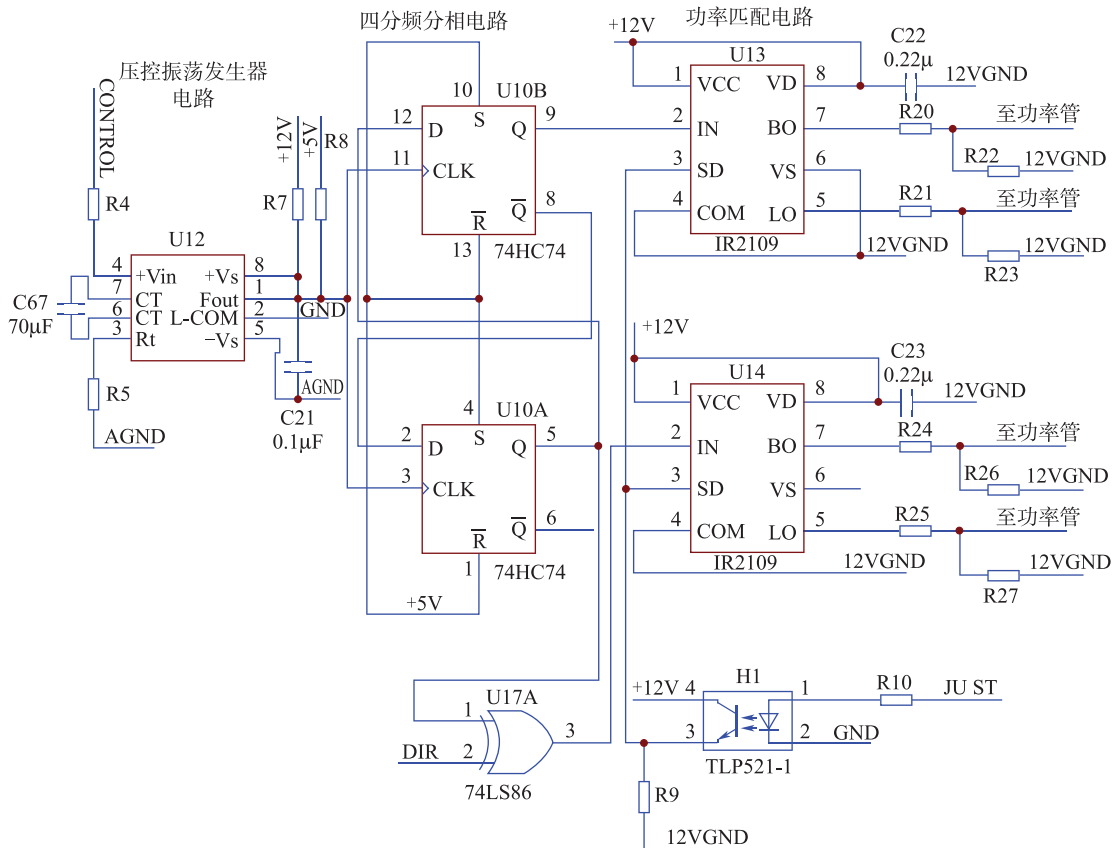 压控振荡发生器
电路
CONTROL
+12V
+5V
R8
R4
R7
U12
4
+Vin
+Vs
8
7
CT
Fout
1
GND
6
CT
L-COM
2
3
Rt
−Vs
5
C67
70μF
R5
AGND
AGND
C21
0.1μF
四分频分相电路
10
U10B
12
D
S
Q
9
11
CLK
R
Q
8
13
74HC74
4
U10A
2
D
S
Q
5
3
CLK
R
Q
6
1
74HC74
+5V
U17A
1
DIR
2
3
74LS86
功率匹配电路
+12V
U13
C22
0.22μ
12VGND
1
VCC
VD
8
2
IN
BO
7
R20
至功率管
R22
12VGND
3
SD
VS
6
4
COM
LO
5
R21
至功率管
IR2109
12VGND
12VGND
R23
+12V
U14
C23
0.22μ
12VGND
1
VCC
VD
8
2
IN
BO
7
R24
至功率管
R26
12VGND
3
SD
VS
6
4
COM
LO
5
R25
至功率管
IR2109
12VGND
12VGND
R27
H1
+12V
4
1
R10
JU ST
3
2
GND
TLP521-1
R9
12VGND